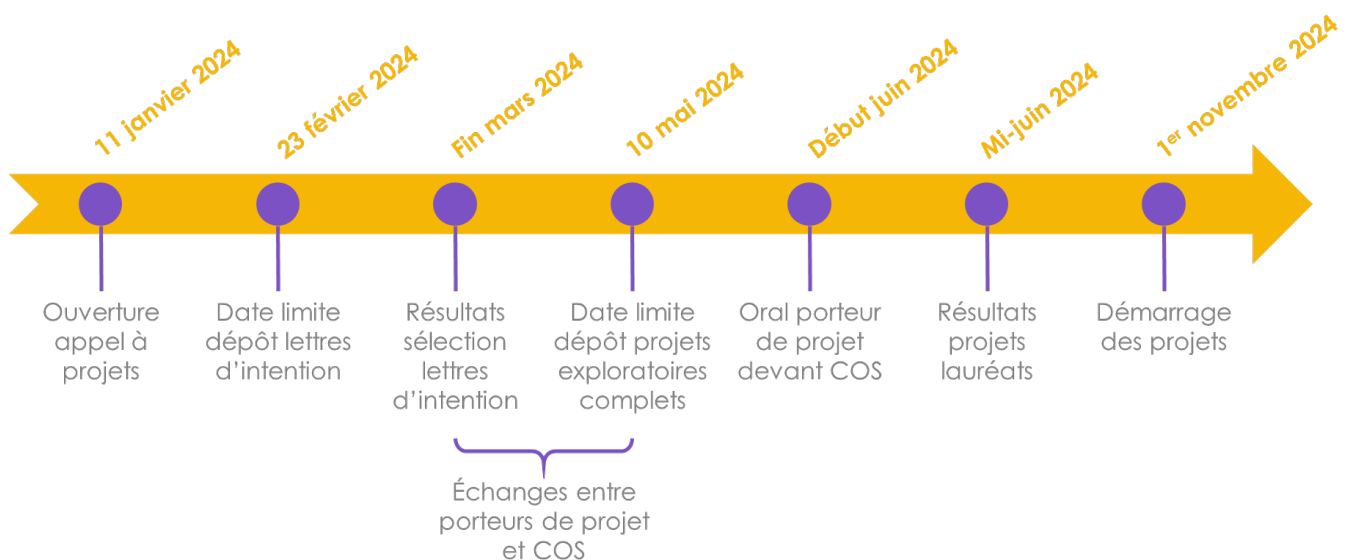 11 janvier 2024
23 février 2024
Fin mars 2024
10 mai 2024
Début juin 2024
Mi-juin 2024
1er novembre 2024
Ouverture
appel à
projets
Date limite
dépôt lettres
d’intention
Résultats
sélection
lettres
d’intention
Date limite
dépôt projets
exploratoires
complets
Oral porteur
de projet
devant COS
Résultats
projets
lauréats
Démarrage
des projets
Échanges entre
porteurs de projet
et COS